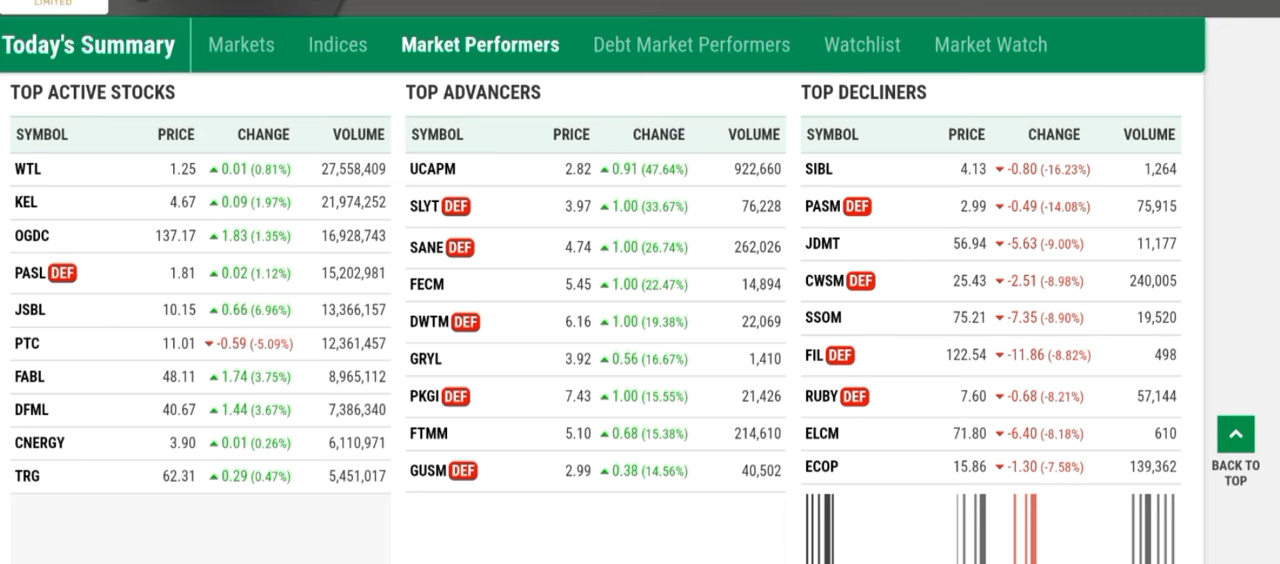 LIMITED
Today's Summary Markets Indices Market Performers Debt Market Performers Watchlist Market Watch
TOP ACTIVE STOCKS
SYMBOL PRICE CHANGE VOLUME
WTL 1.25 ▲ 0.01 (0.81%) 27,558,409
KEL 4.67 ▲ 0.09 (1.97%) 21,974,252
OGDC 137.17 ▲ 1.83 (1.35%) 16,928,743
PASL DEF 1.81 ▲ 0.02 (1.12%) 15,202,981
JSBL 10.15 ▲ 0.66 (6.96%) 13,366,157
PTC 11.01 ▼ -0.59 (-5.09%) 12,361,457
FABL 48.11 ▲ 1.74 (3.75%) 8,965,112
DFML 40.67 ▲ 1.44 (3.67%) 7,386,340
CNERGY 3.90 ▲ 0.01 (0.26%) 6,110,971
TRG 62.31 ▲ 0.29 (0.47%) 5,451,017
TOP ADVANCERS
SYMBOL PRICE CHANGE VOLUME
UCAPM 2.82 ▲ 0.91 (47.64%) 922,660
SLYT DEF 3.97 ▲ 1.00 (33.67%) 76,228
SANE DEF 4.74 ▲ 1.00 (26.74%) 262,026
FECM 5.45 ▲ 1.00 (22.47%) 14,894
DWTM DEF 6.16 ▲ 1.00 (19.38%) 22,069
GRYL 3.92 ▲ 0.56 (16.67%) 1,410
PKGI DEF 7.43 ▲ 1.00 (15.55%) 21,426
FTMM 5.10 ▲ 0.68 (15.38%) 214,610
GUSM DEF 2.99 ▲ 0.38 (14.56%) 40,502
TOP DECLINERS
SYMBOL PRICE CHANGE VOLUME
SIBL 4.13 ▼ -0.80 (-16.23%) 1,264
PASM DEF 2.99 ▼ -0.49 (-14.08%) 75,915
JDMT 56.94 ▼ -5.63 (-9.00%) 11,177
CWSM DEF 25.43 ▼ -2.51 (-8.98%) 240,005
SSOM 75.21 ▼ -7.35 (-8.90%) 19,520
FIL DEF 122.54 ▼ -11.86 (-8.82%) 498
RUBY DEF 7.60 ▼ -0.68 (-8.21%) 57,144
ELCM 71.80 ▼ -6.40 (-8.18%) 610
ECOP 15.86 ▼ -1.30 (-7.58%) 139,362
BACK TO
TOP